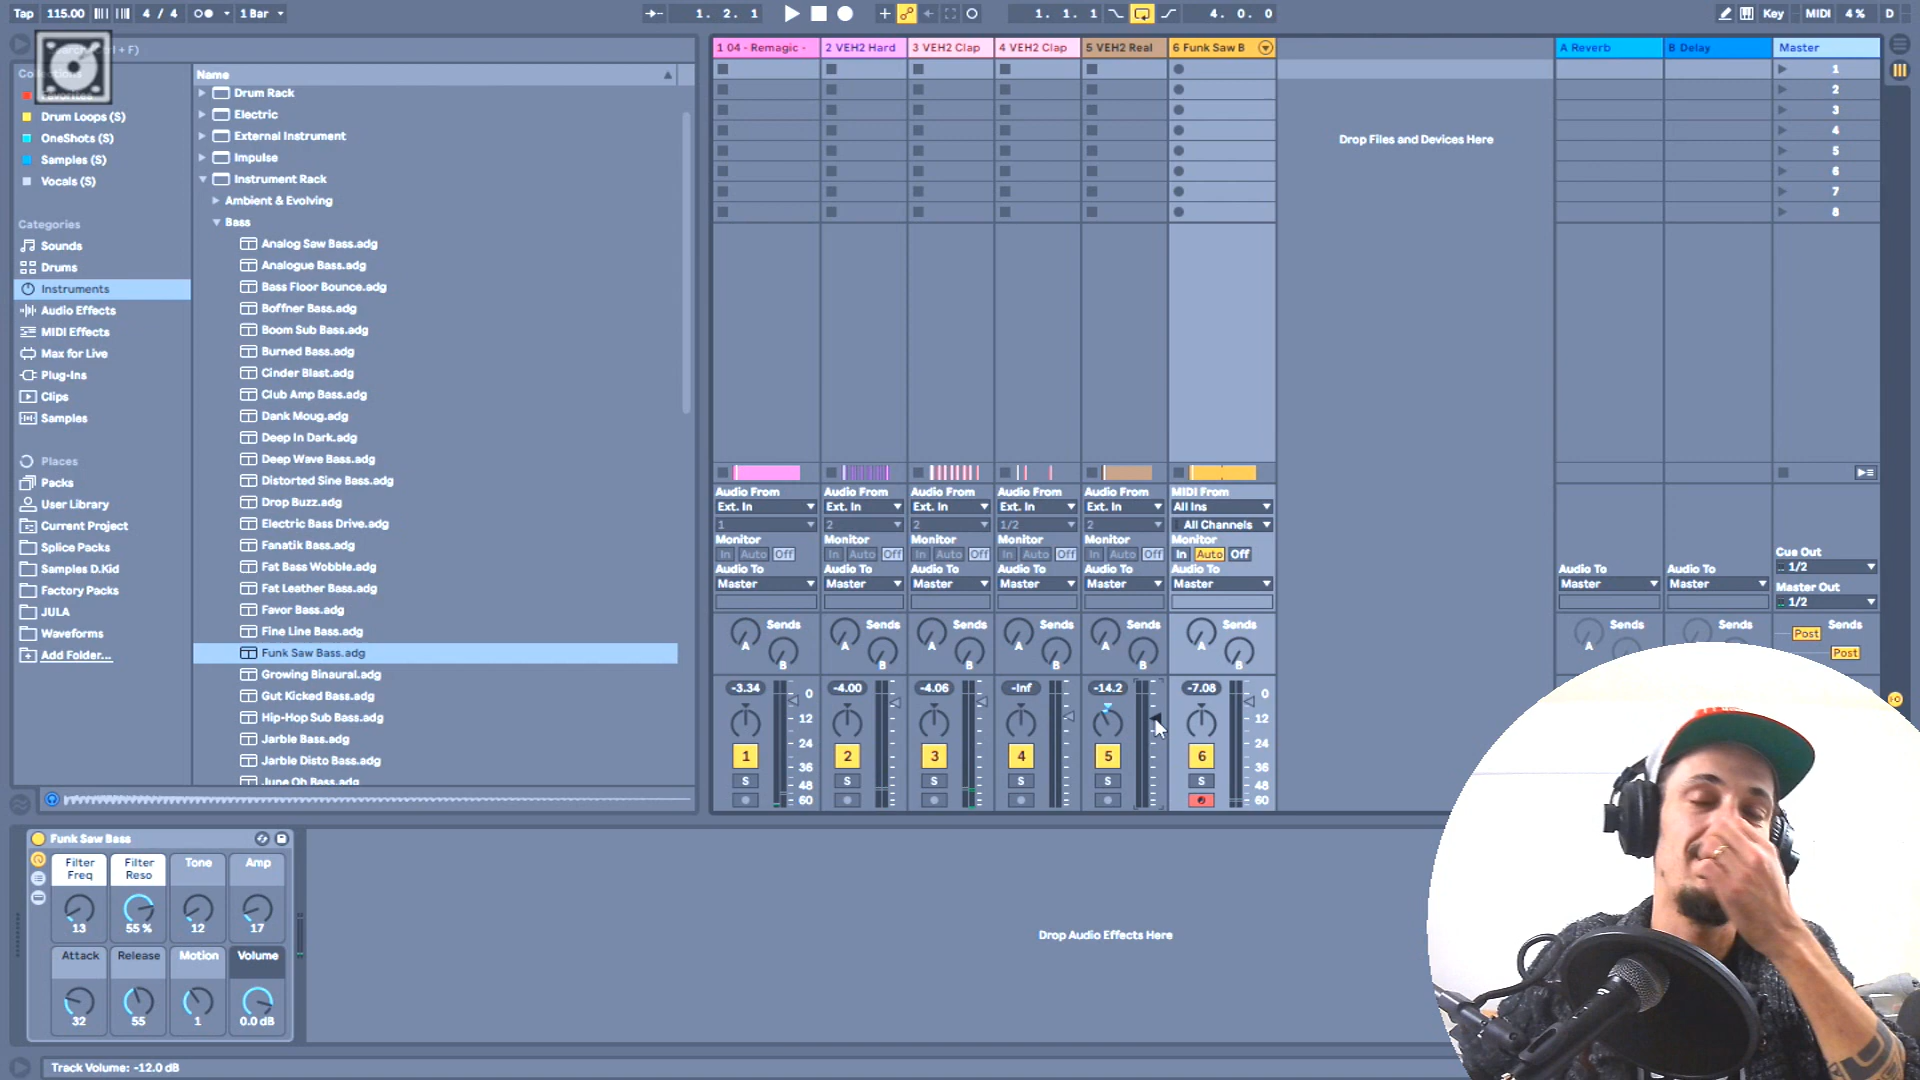 Tap 115.00 4 / 4 1 Bar 1. 2. 1 1. 1. 1 4. 0. 0 Key MIDI 4 % D
Name
Favorites
Drum Loops (S)
OneShots (S)
Samples (S)
Vocals (S)
Categories
Sounds
Drums
Instruments
Audio Effects
MIDI Effects
Max for Live
Plug-Ins
Clips
Samples
Places
Packs
User Library
Current Project
Splice Packs
Samples D.Kid
Factory Packs
JULA
Waveforms
Add Folder...
Drum Rack
Electric
External Instrument
Impulse
Instrument Rack
Ambient & Evolving
Bass
Analog Saw Bass.adg
Analogue Bass.adg
Bass Floor Bounce.adg
Boffner Bass.adg
Boom Sub Bass.adg
Burned Bass.adg
Cinder Blast.adg
Club Amp Bass.adg
Dank Moug.adg
Deep In Dark.adg
Deep Wave Bass.adg
Distorted Sine Bass.adg
Drop Buzz.adg
Electric Bass Drive.adg
Fanatik Bass.adg
Fat Bass Wobble.adg
Fat Leather Bass.adg
Favor Bass.adg
Fine Line Bass.adg
Funk Saw Bass.adg
Growing Binaural.adg
Gut Kicked Bass.adg
Hip-Hop Sub Bass.adg
Jarble Bass.adg
Jarble Disto Bass.adg
June Oh Bass.adg
1 04 - Remagic - 2 VEH2 Hard 3 VEH2 Clap 4 VEH2 Clap 5 VEH2 Real 6 Funk Saw B A Reverb B Delay Master
1
2
3
4
5
6
7
8
Drop Files and Devices Here
Audio From Audio From Audio From Audio From Audio From MIDI From
Ext. In Ext. In Ext. In Ext. In Ext. In All Ins
1 2 2 1/2 2 All Channels
Monitor Monitor Monitor Monitor Monitor Monitor
In Auto Off In Auto Off In Auto Off In Auto Off In Auto Off In Auto Off
Audio To Audio To Audio To Audio To Audio To Audio To Audio To Audio To
Master Master Master Master Master Master Master Master
Cue Out
1/2
Master Out
1/2
Sends Sends Sends Sends Sends Sends Sends Sends Sends
A A A A A A
B B B B B B
Post
Post
-3.34 -4.00 -4.06 -Inf -14.2 -7.08
0 12 24 36 48 60
0 12 24 36 48 60
1 2 3 4 5 6
S S S S S S
Funk Saw Bass
Filter Freq Filter Reso Tone Amp
13 55 % 12 17
Attack Release Motion Volume
32 55 1 0.0 dB
Drop Audio Effects Here
Track Volume: -12.0 dB